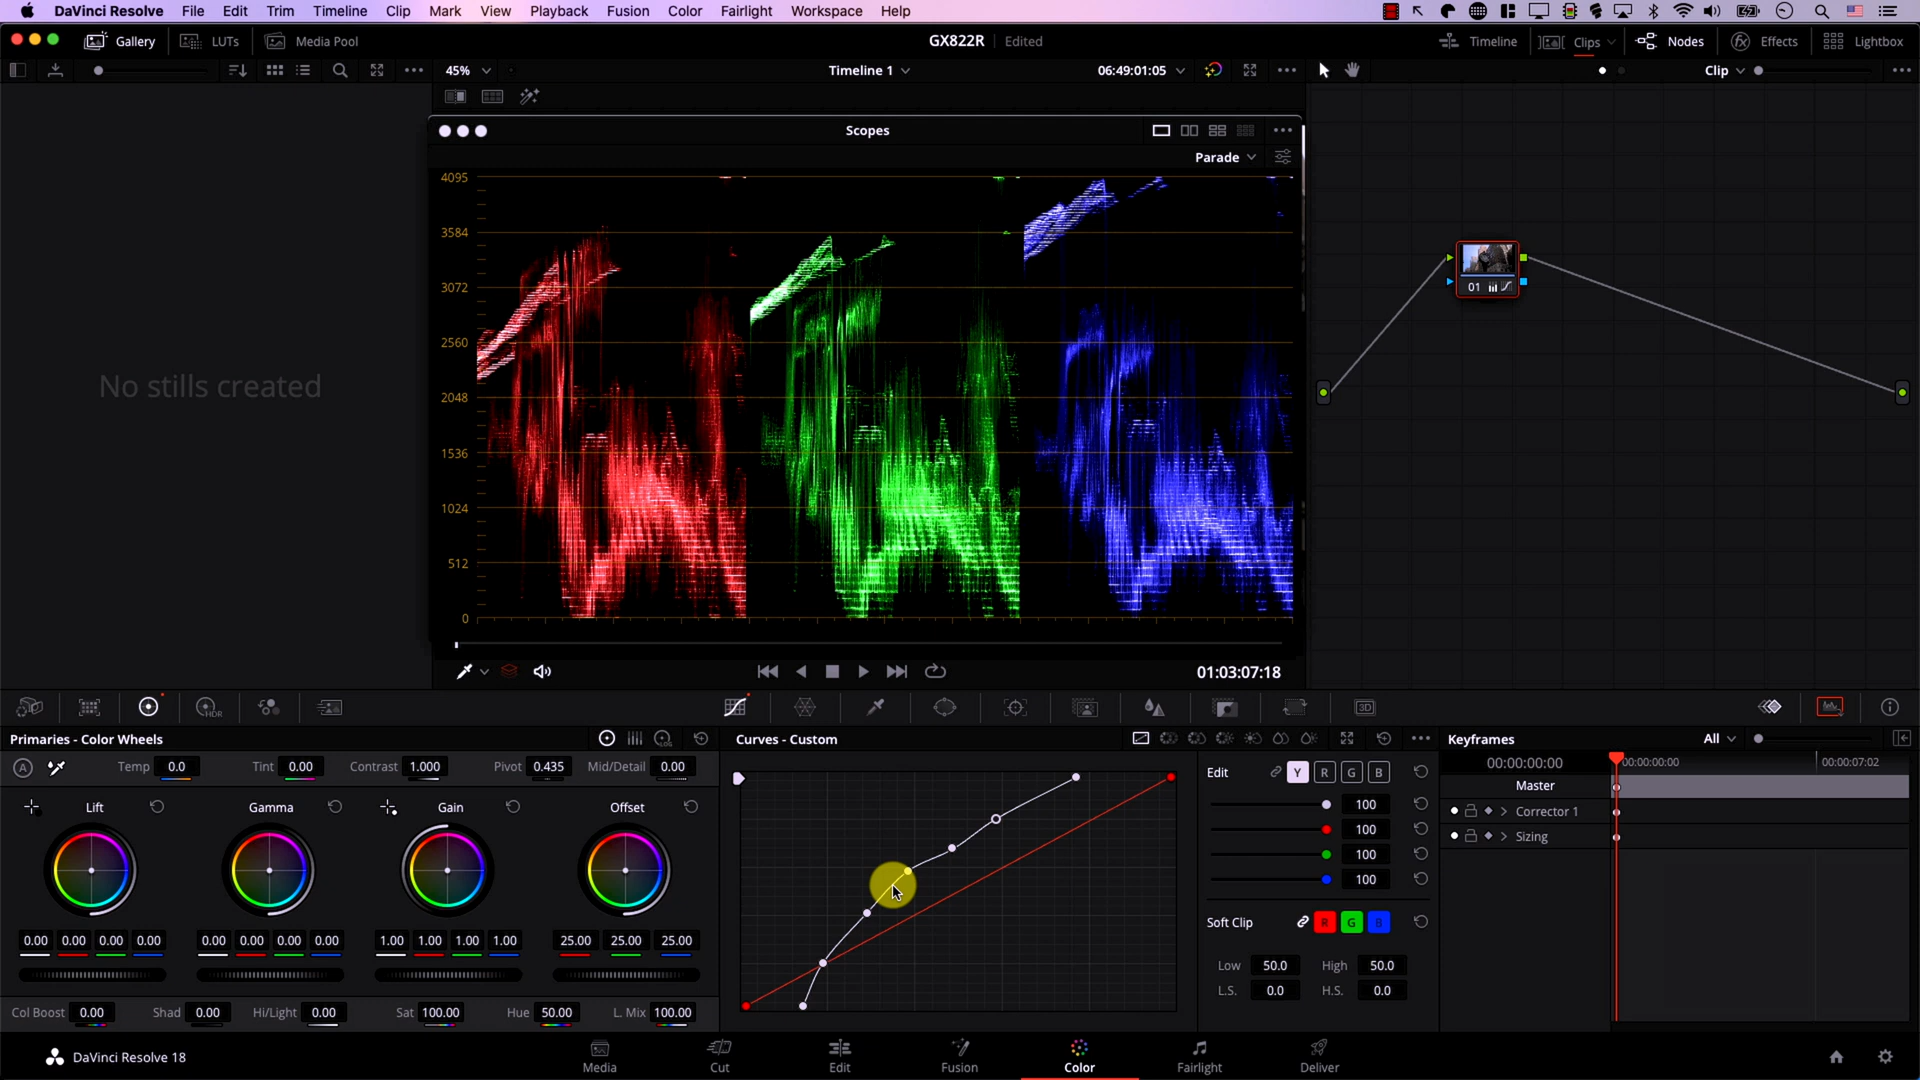 DaVinci Resolve File Edit Trim Timeline Clip Mark View Playback Fusion Color Fairlight Workspace Help
Gallery LUTs Media Pool GX822R Edited Timeline Clips Nodes Effects Lightbox
45% Timeline 1 06:49:01:05 Clip
Scopes
Parade
4095
3584
3072
2560
2048
1536
1024
512
0
No stills created
01
01:03:07:18
HDR
3D
Primaries - Color Wheels
A
Temp 0.0 Tint 0.00 Contrast 1.000 Pivot 0.435 Mid/Detail 0.00
Lift Gamma Gain Offset
0.00 0.00 0.00 0.00 0.00 0.00 0.00 0.00 1.00 1.00 1.00 1.00 25.00 25.00 25.00
Col Boost 0.00 Shad 0.00 Hi/Light 0.00 Sat 100.00 Hue 50.00 L. Mix 100.00
Curves - Custom
Edit Y R G B
100
100
100
100
Soft Clip R G B
Low 50.0 High 50.0
L.S. 0.0 H.S. 0.0
Keyframes All
00:00:00:00 00:00:00:00 00:00:07:02
Master
Corrector 1
Sizing
DaVinci Resolve 18
Media Cut Edit Fusion Color Fairlight Deliver